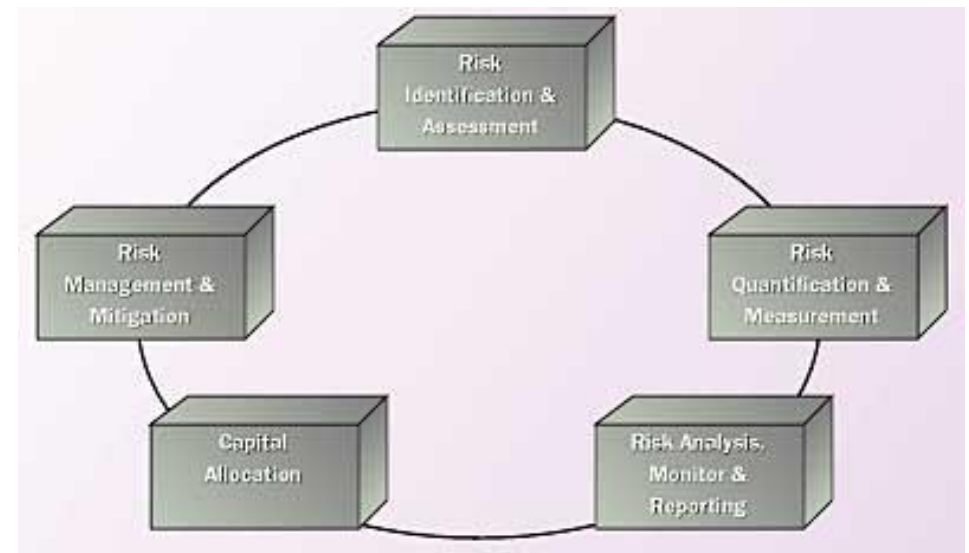 Risk
Identification &
Assessment
Risk
Quantification &
Measurement
Risk Analysis,
Monitor &
Reporting
Capital
Allocation
Risk
Management &
Mitigation